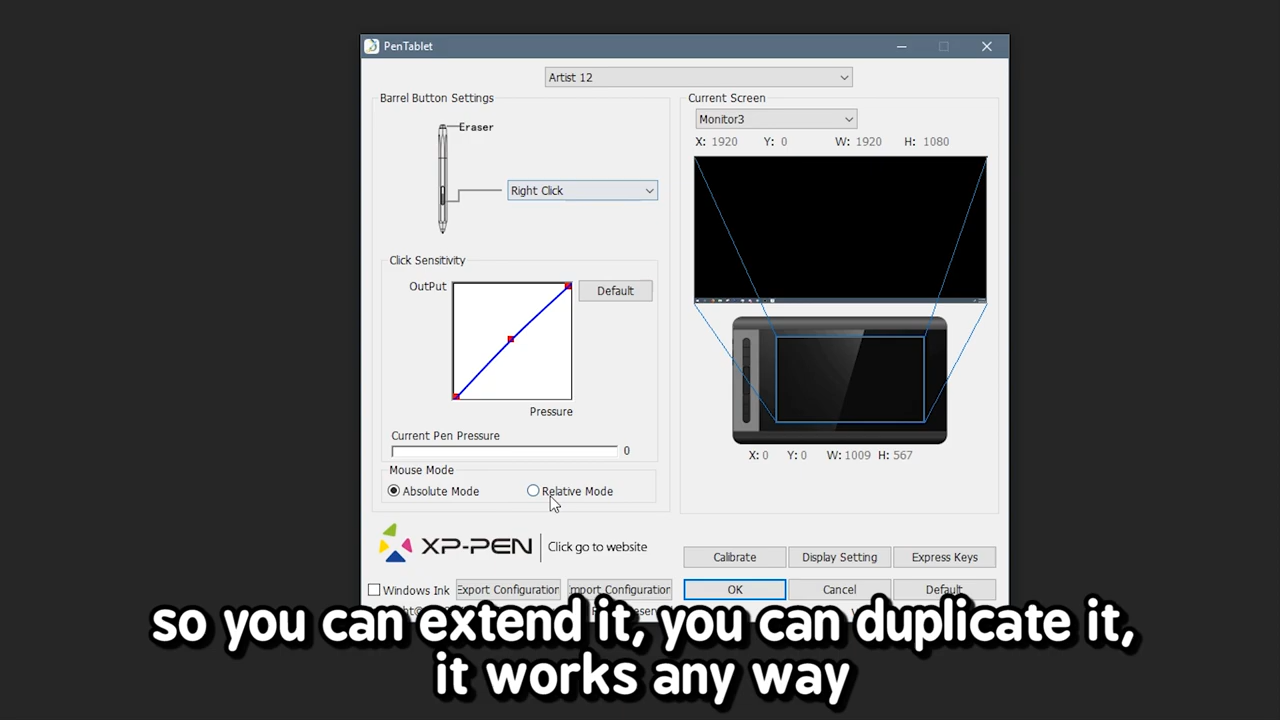 PenTablet
Artist 12
Barrel Button Settings
Eraser
Right Click
Click Sensitivity
OutPut
Default
Pressure
Current Pen Pressure
0
Mouse Mode
Absolute Mode
Relative Mode
XP-PEN
Click go to website
Windows Ink
Export Configuration
Import Configuration
Current Screen
Monitor3
X: 1920 Y: 0 W: 1920 H: 1080
X: 0 Y: 0 W: 1009 H: 567
Calibrate
Display Setting
Express Keys
OK
Cancel
Default
so you can extend it, you can duplicate it,
it works any way